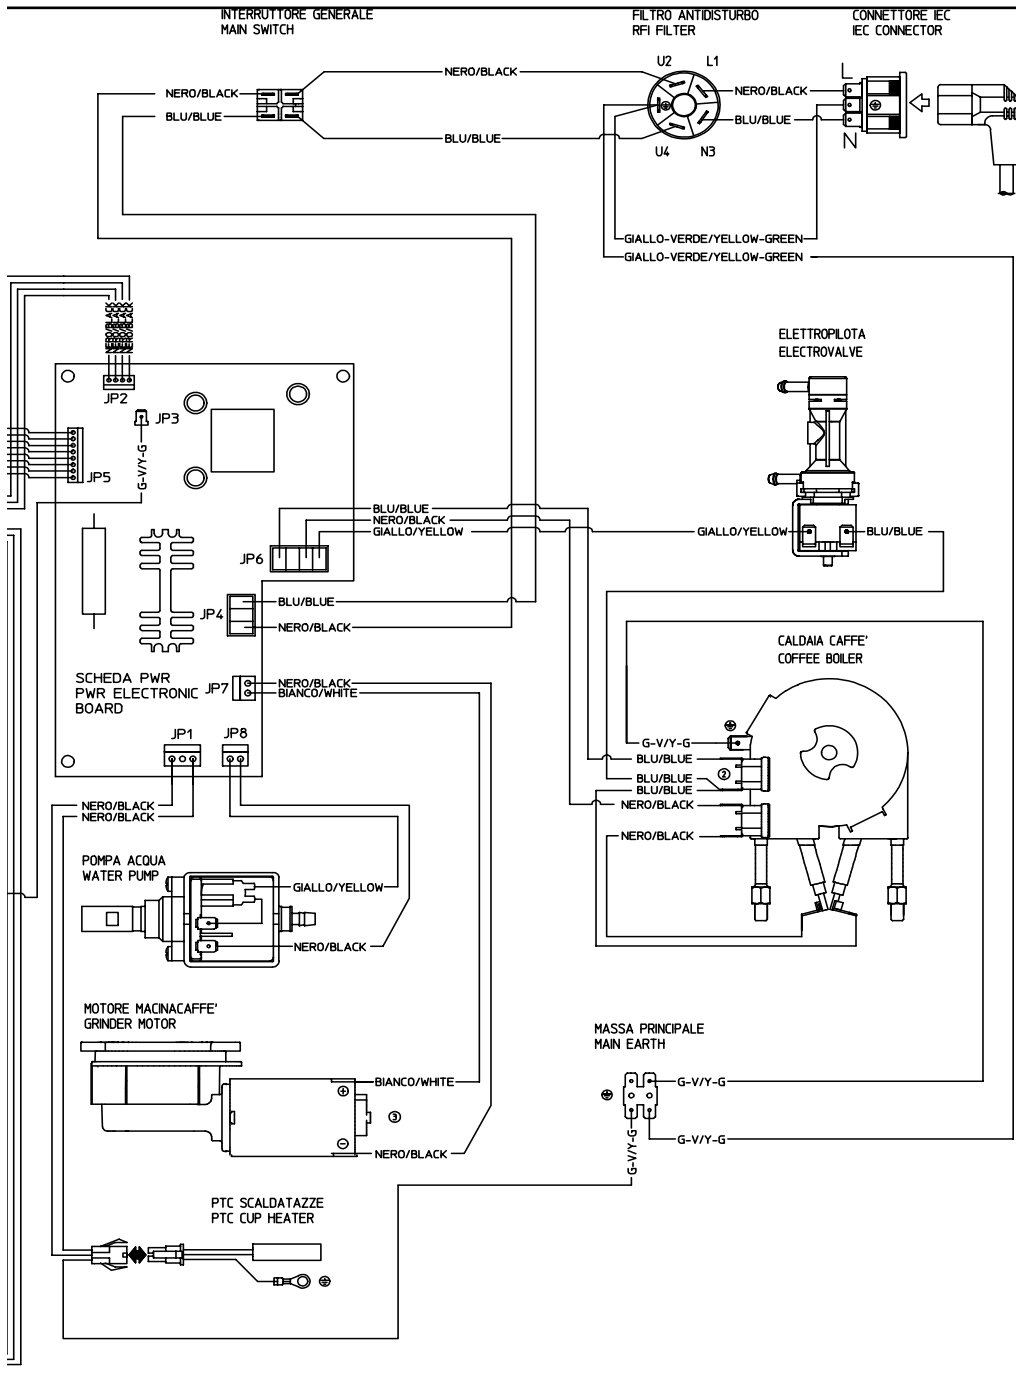 INTERRUTTORE GENERALE
MAIN SWITCH
FILTRO ANTIDISTURBO
RFI FILTER
CONNETTORE IEC
IEC CONNECTOR
U2
L1
NERO/BLACK
L
NERO/BLACK
NERO/BLACK
BLU/BLUE
BLU/BLUE
BLU/BLUE
U4
N3
N
GIALLO-VERDE/YELLOW-GREEN
GIALLO-VERDE/YELLOW-GREEN
NERO/BLACK
NERO/BLACK
NERO/BLACK
NERO/BLACK
ELETTROPILOTA
ELECTROVALVE
JP2
JP3
G-V/Y-G
JP5
BLU/BLUE
NERO/BLACK
GIALLO/YELLOW
GIALLO/YELLOW
BLU/BLUE
JP6
BLU/BLUE
JP4
NERO/BLACK
CALDAIA CAFFE'
COFFEE BOILER
SCHEDA PWR
PWR ELECTRONIC
BOARD
JP7
NERO/BLACK
BIANCO/WHITE
JP1
JP8
G-V/Y-G
BLU/BLUE
2
BLU/BLUE
BLU/BLUE
NERO/BLACK
NERO/BLACK
NERO/BLACK
NERO/BLACK
POMPA ACQUA
WATER PUMP
GIALLO/YELLOW
NERO/BLACK
MOTORE MACINACAFFE'
GRINDER MOTOR
MASSA PRINCIPALE
MAIN EARTH
BIANCO/WHITE
G-V/Y-G
+
3
-
NERO/BLACK
G-V/Y-G
G-V/Y-G
PTC SCALDATAZZE
PTC CUP HEATER